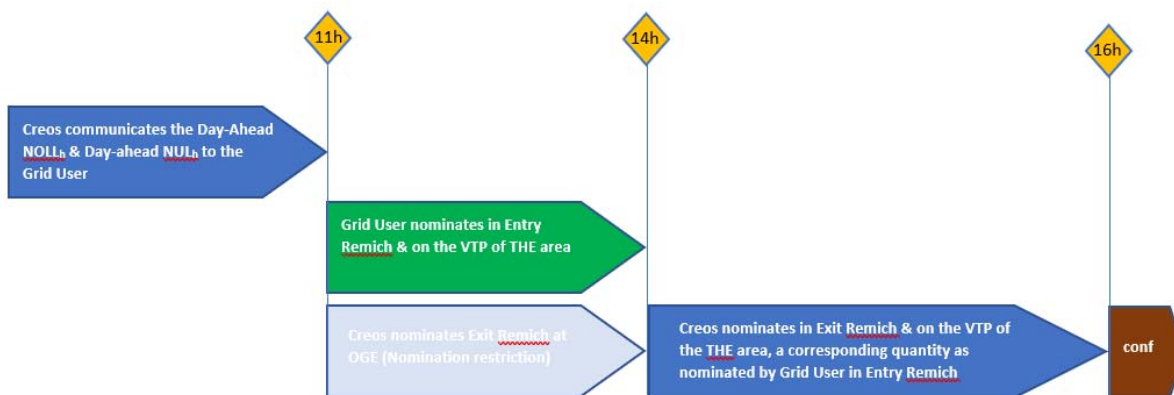 11h
14h
16h
Creos communicates the Day-Ahead
NOLLh & Day-ahead NULh to the
Grid User
Grid User nominates in Entry
Remich & on the VTP of THE area
Creos nominates Exit Remich at
OGE (Nomination restriction)
Creos nominates in Exit Remich & on the VTP of
the THE area, a corresponding quantity as
nominated by Grid User in Entry Remich
conf